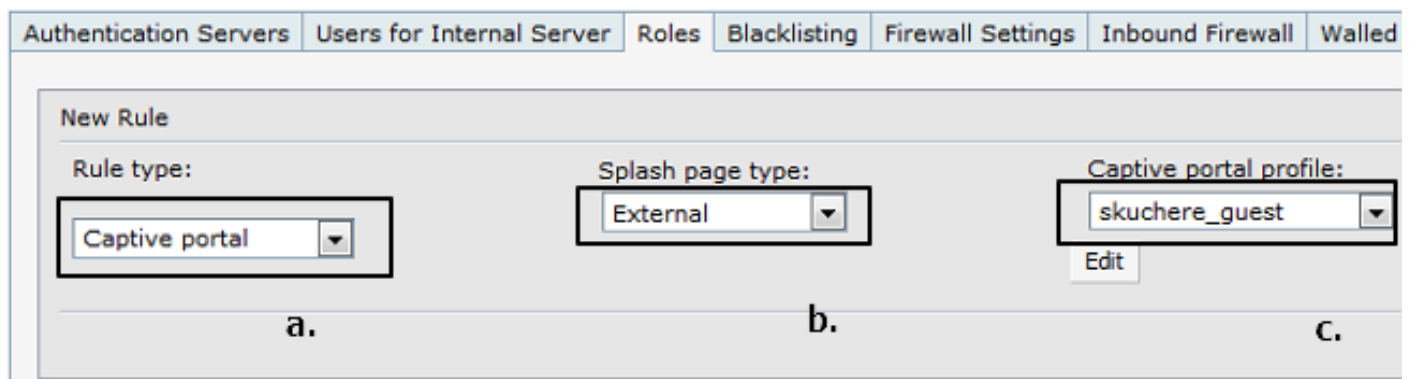 Authentication Servers Users for Internal Server Roles Blacklisting Firewall Settings Inbound Firewall Walled
New Rule
Rule type: Splash page type: Captive portal profile:
Captive portal External skuchere_guest
Edit
a. b. c.